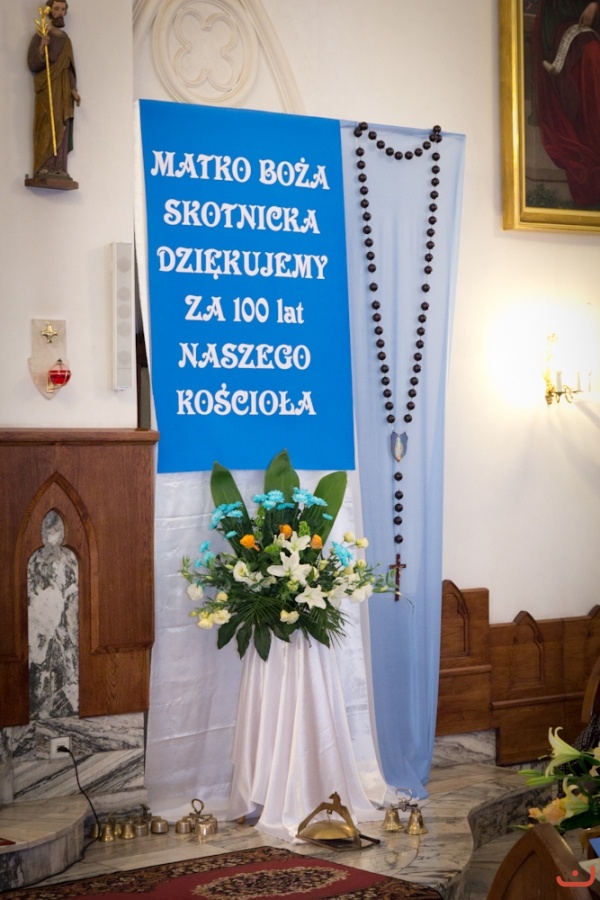 MATKO BOŻA
SKOTNICKA
DZIĘKUJEMY
ZA 100 lat
NASZEGO
KOŚCIOŁA